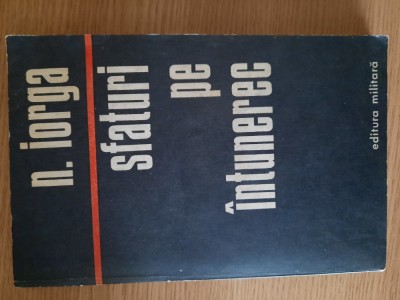 n. iorga
sfaturi
pe
întunerec
editura militară